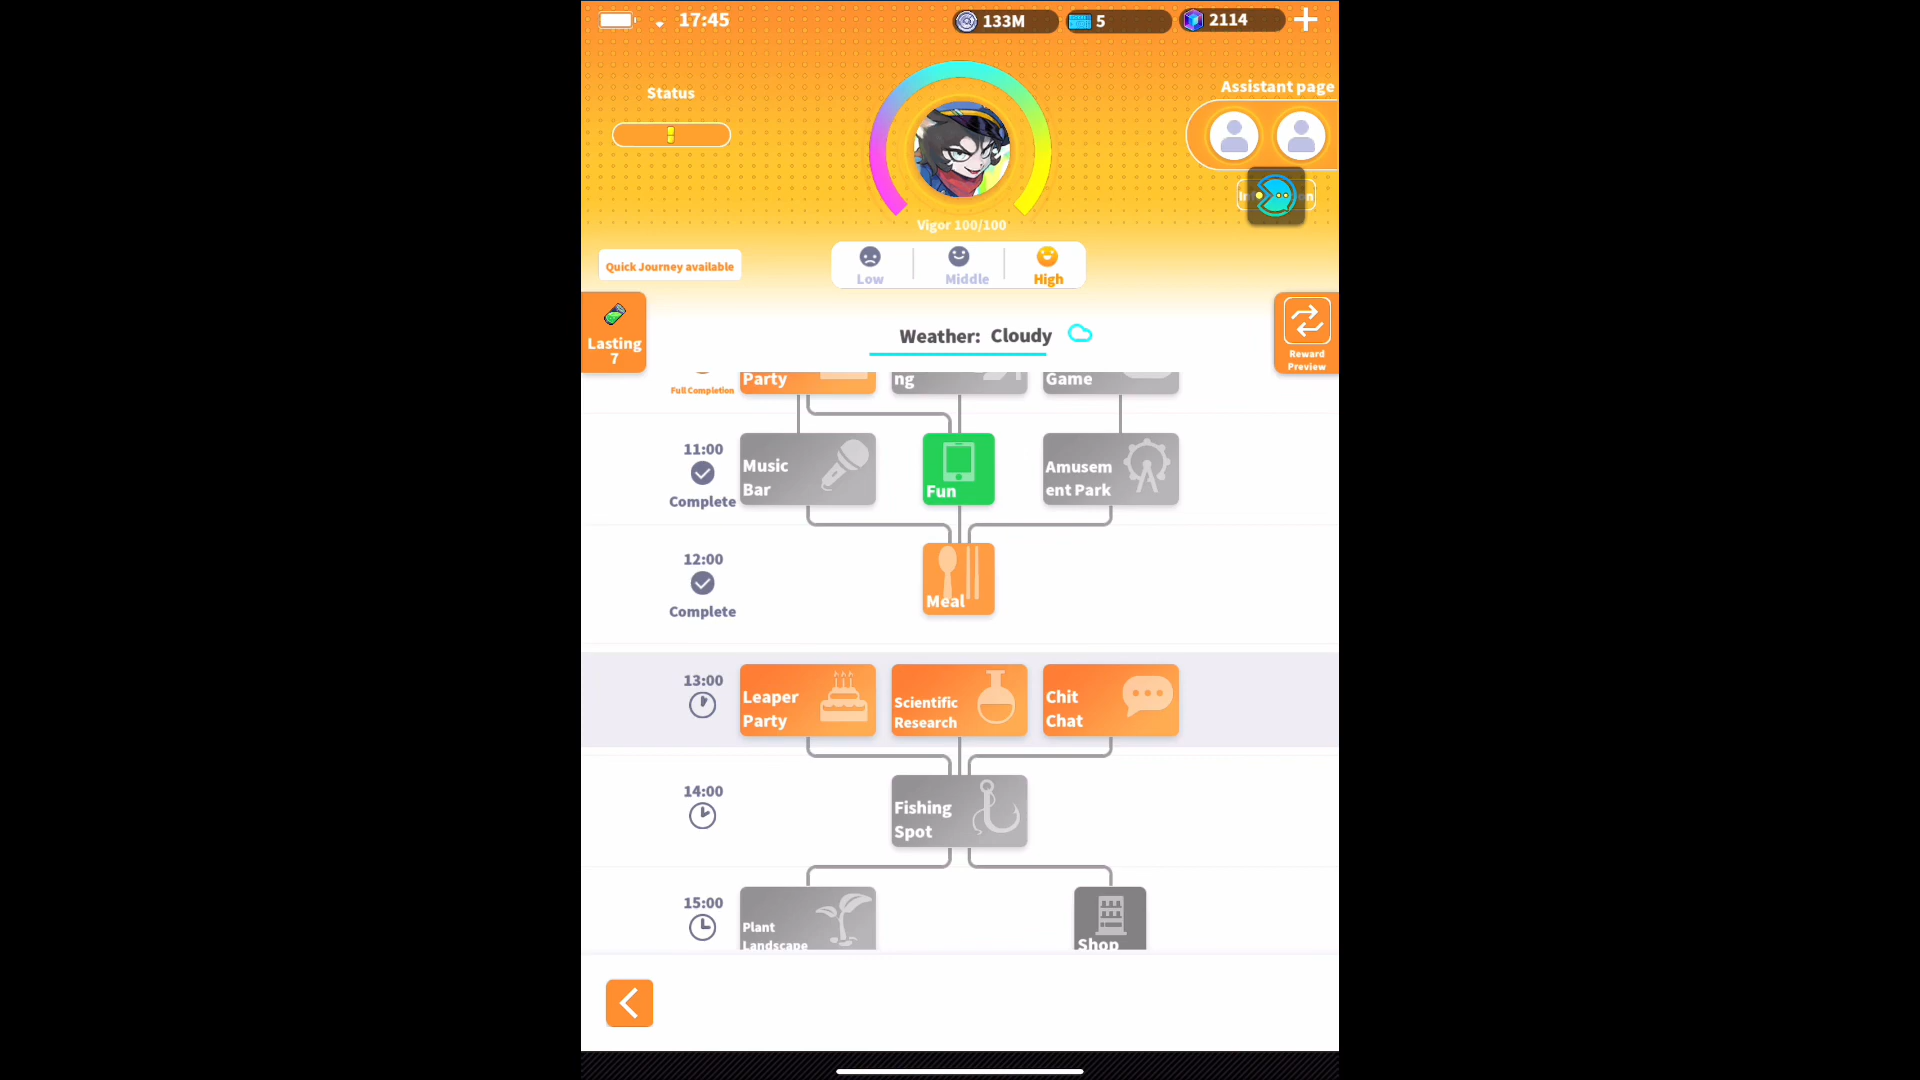 17:45
133M
5
2114
Status
Assistant page
Vigor 100/100
Quick Journey available
Low
Middle
High
Lasting
7
Weather: Cloudy
Reward
Preview
Full Completion
Party
ng
Game
11:00
Complete
Music
Bar
Fun
Amusem
ent Park
12:00
Complete
Meal
13:00
Leaper
Party
Scientific
Research
Chit
Chat
14:00
Fishing
Spot
15:00
Plant
Landscape
Shop